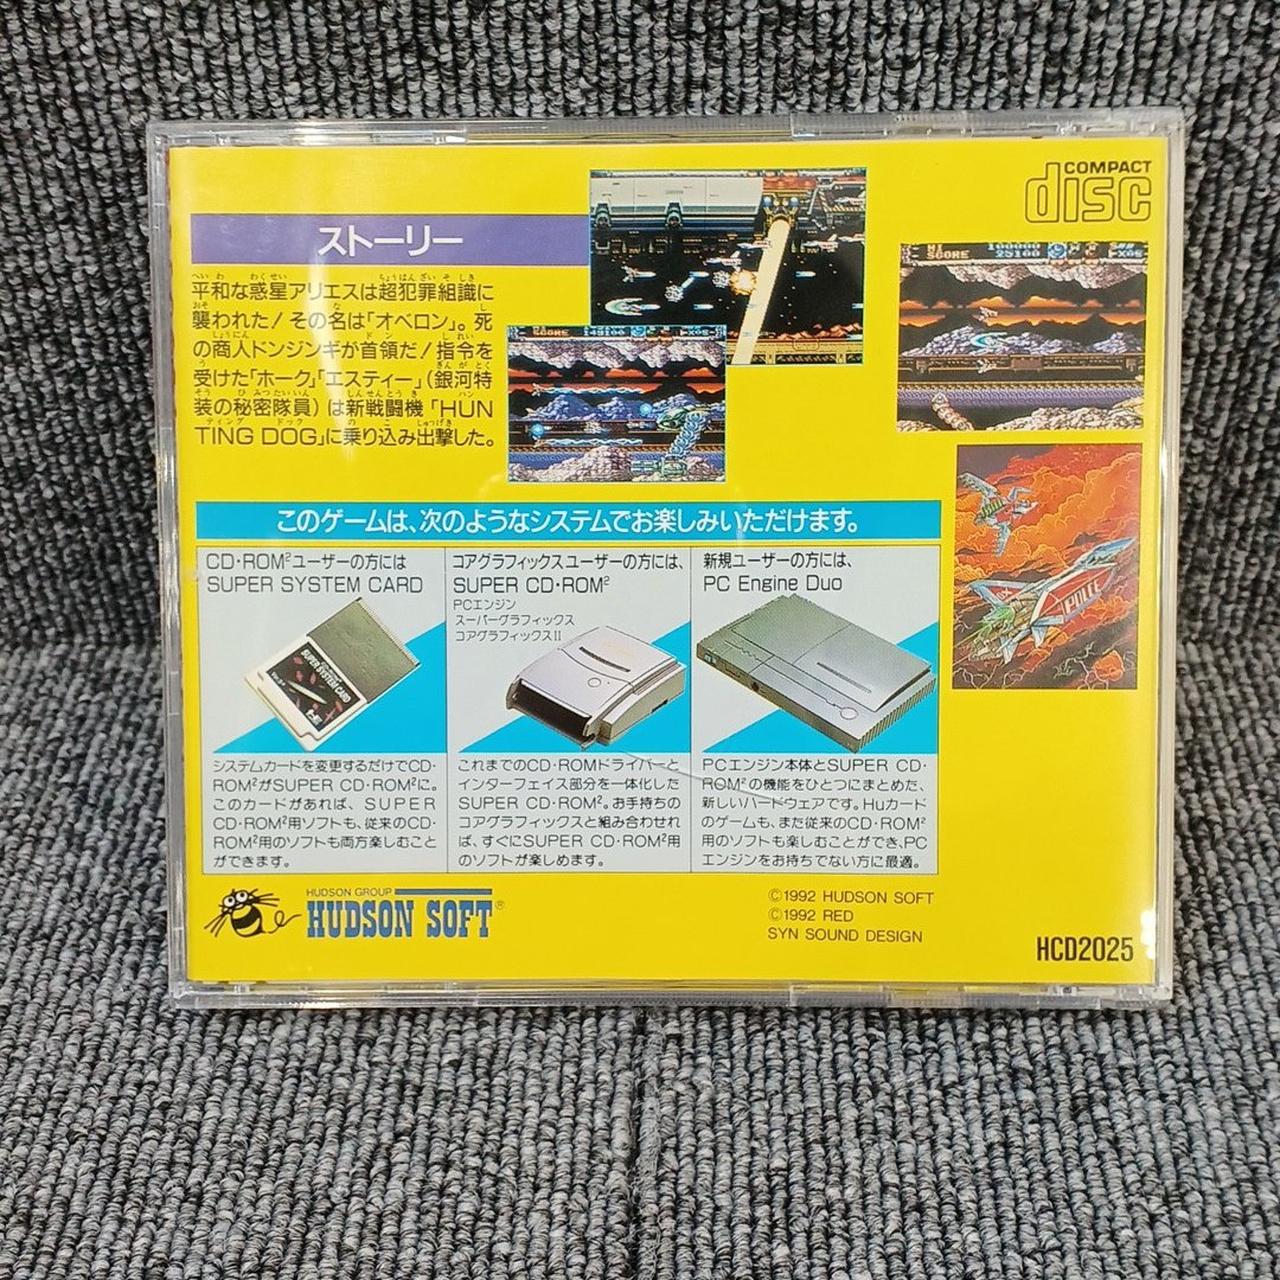 COMPACT
disc
ストーリー
平和な惑星アリエスは超犯罪組織に
襲われた！その名は「オベロン」。死
の商人ドンジンギが首領だ！指令を
受けた「ホーク」「エスティー」（銀河特
装の秘密隊員）は新戦闘機「HUN
TING DOG」に乗り込み出撃した。
HI SCORE 100000
25100
SCORE
POLICE
このゲームは、次のようなシステムでお楽しみいただけます。
CD・ROM²ユーザーの方には
SUPER SYSTEM CARD
SUPER SYSTEM CARD
システムカードを変更するだけでCD・
ROM²がSUPER CD・ROM²に。
このカードがあれば、SUPER
CD・ROM²用ソフトも、従来のCD・
ROM²用のソフトも両方楽しむこと
ができます。
コアグラフィックスユーザーの方には、
SUPER CD・ROM²
PCエンジン
スーパーグラフィックス
コアグラフィックスII
これまでのCD・ROMドライバーと
インターフェイス部分を一体化した
SUPER CD・ROM²。お手持ちの
コアグラフィックスと組み合わせれ
ば、すぐにSUPER CD・ROM²用
のソフトが楽しめます。
新規ユーザーの方には、
PC Engine Duo
PCエンジン本体とSUPER CD・
ROM²の機能をひとつにまとめた、
新しいハードウェアです。Huカード
のゲームも、また従来のCD・ROM²
用のソフトも楽しむことができ、PC
エンジンをお持ちでない方に最適。
HUDSON GROUP
HUDSON SOFT®
©1992 HUDSON SOFT
©1992 RED
SYN SOUND DESIGN
HCD2025